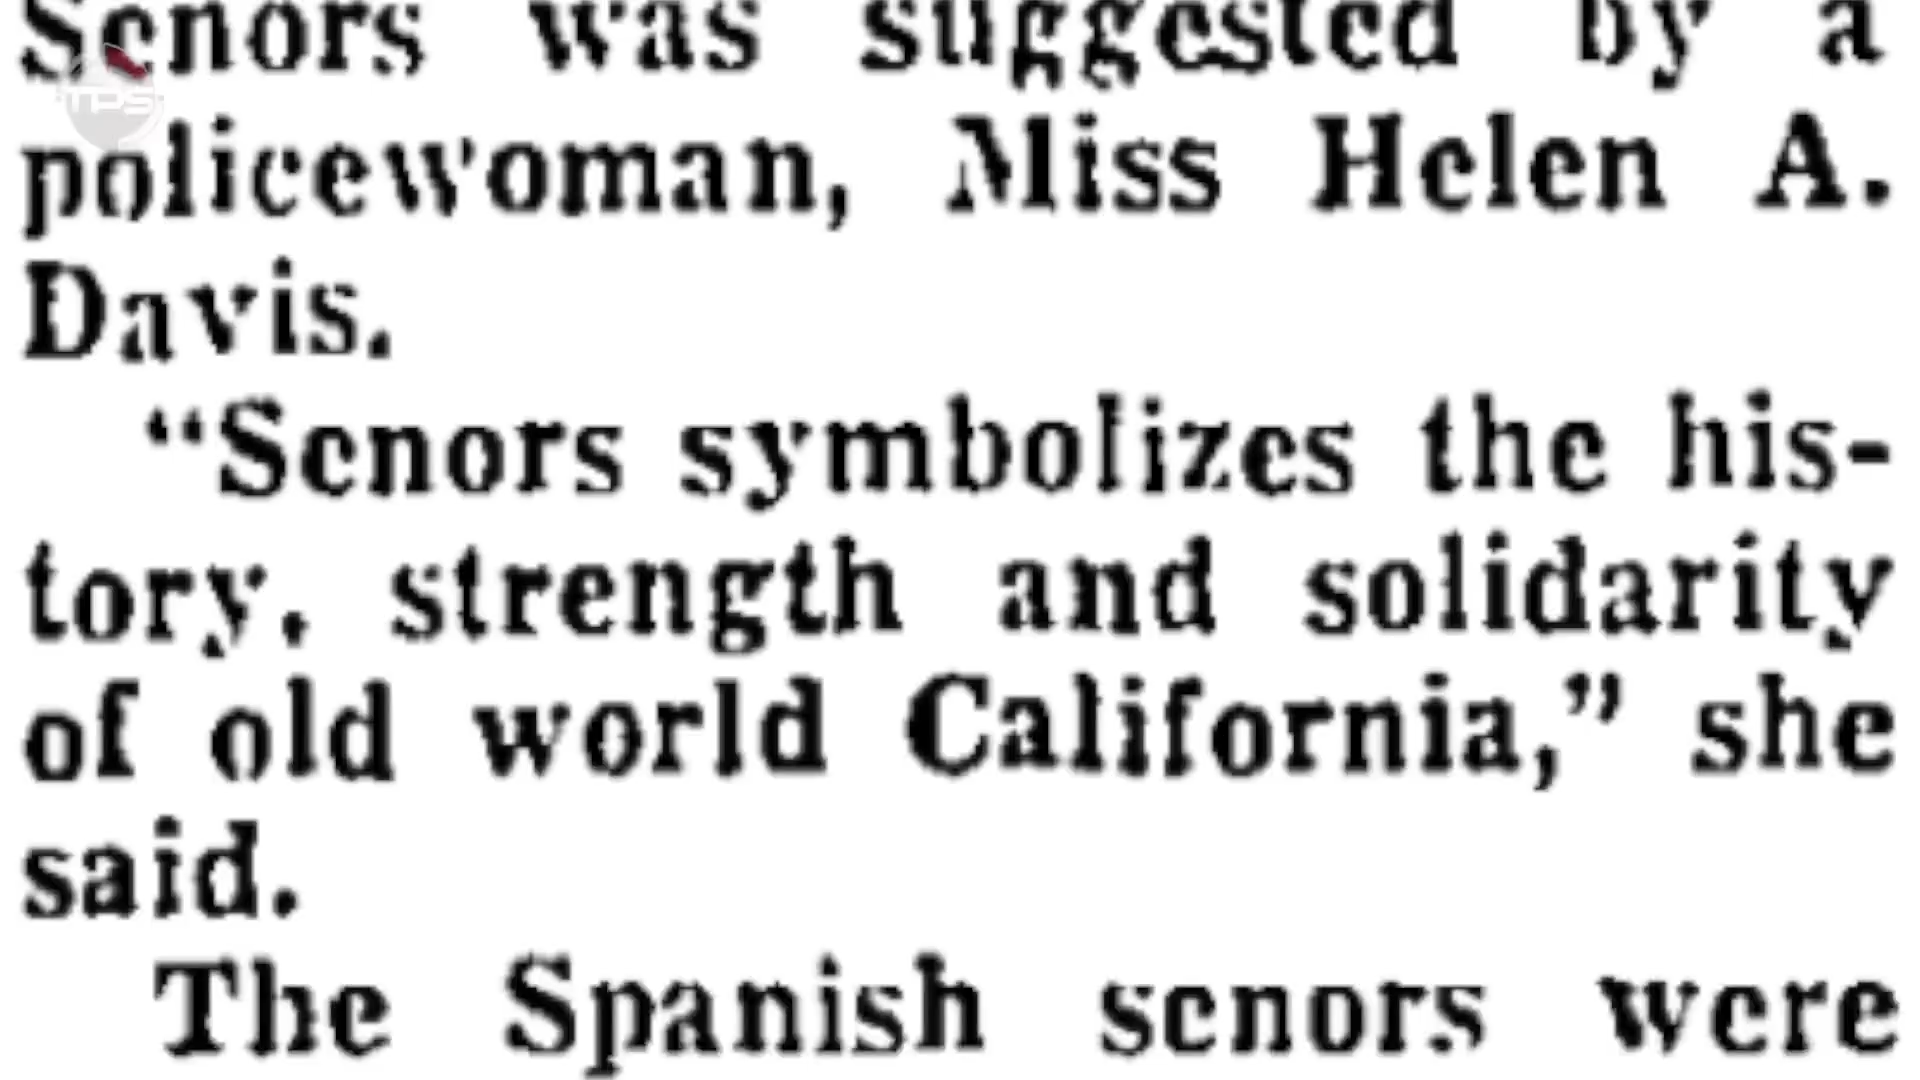 Senors was suggested by a
TPS
policewoman, Miss Helen A.
Davis.
“Senors symbolizes the his-
tory, strength and solidarity
of old world California,” she
said.
The Spanish senors were